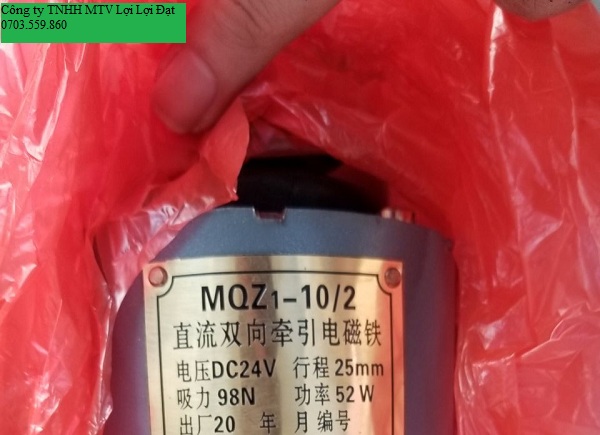 Công ty TNHH MTV Lợi Lợi Đạt
0703.559.860
MQZ1-10/2
直流双向牵引电磁铁
电压DC24V 行程25mm
吸力98N 功率52W
出厂20 年 月编号